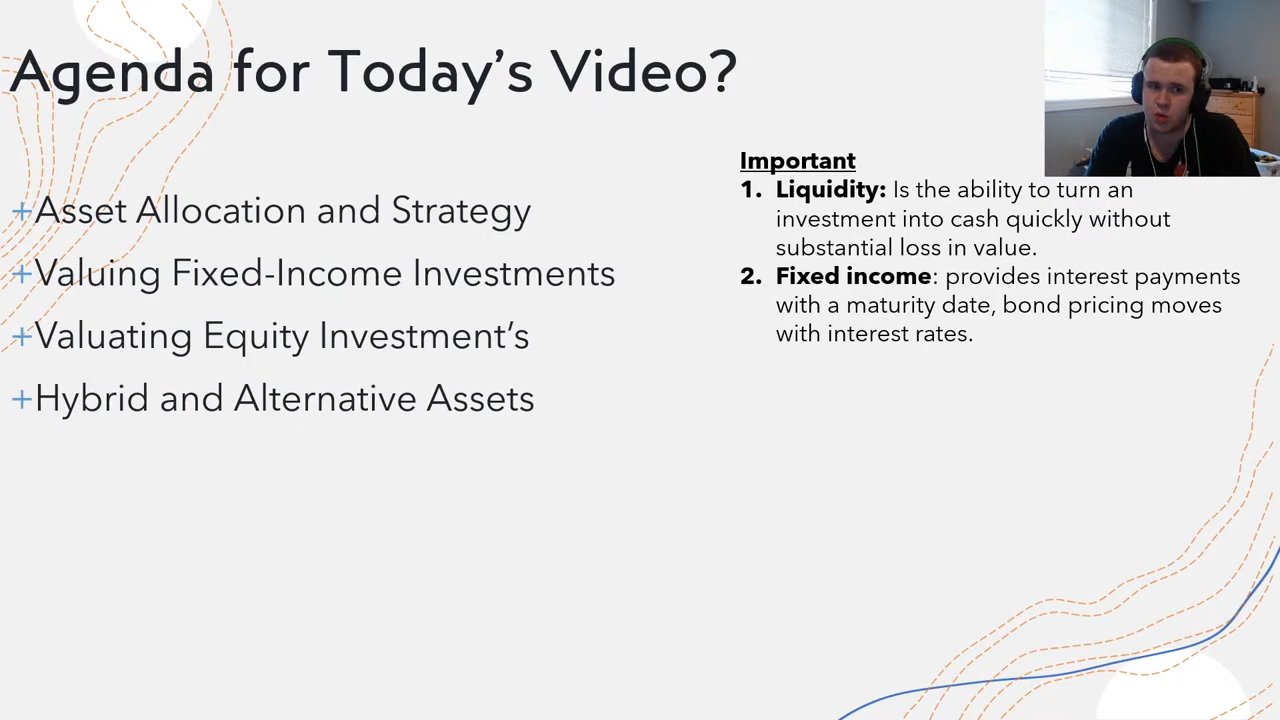 Agenda for Today's Video?
+Asset Allocation and Strategy
+Valuing Fixed-Income Investments
+Valuating Equity Investment's
+Hybrid and Alternative Assets
Important
1. Liquidity: Is the ability to turn an
investment into cash quickly without
substantial loss in value.
2. Fixed income: provides interest payments
with a maturity date, bond pricing moves
with interest rates.